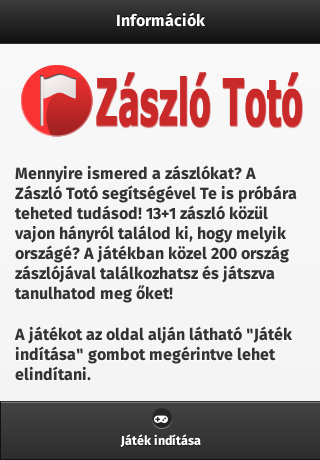 Információk
Zászló Totó
Mennyire ismered a zászlókat? A
Zászló Totó segítségével Te is próbára
teheted tudásod! 13+1 zászló közül
vajon hányról találod ki, hogy melyik
országé? A játékban közel 200 ország
zászlójával találkozhatsz és játszva
tanulhatod meg őket!
A játékot az oldal alján látható "Játék
indítása" gombot megérintve lehet
elindítani.
Játék indítása